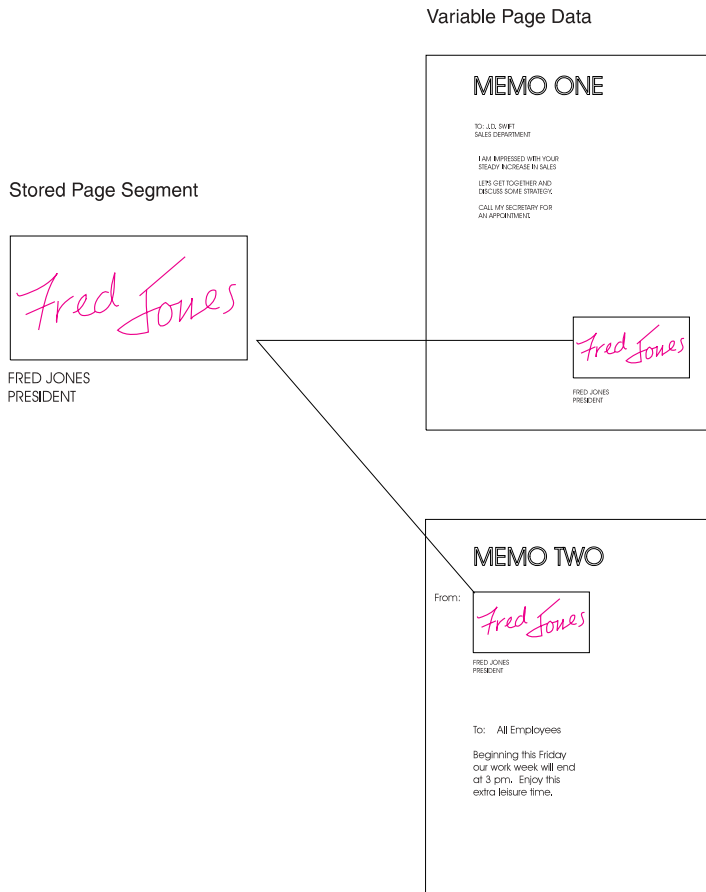 Variable Page Data
MEMO ONE
TO: J.D. SWIFT
SALES DEPARTMENT
I AM IMPRESSED WITH YOUR
STEADY INCREASE IN SALES
LET'S GET TOGETHER AND
DISCUSS SOME STRATEGY.
CALL MY SECRETARY FOR
AN APPOINTMENT.
Stored Page Segment
Fred Jones
FRED JONES
PRESIDENT
Fred Jones
FRED JONES
PRESIDENT
MEMO TWO
From:
Fred Jones
FRED JONES
PRESIDENT
To: All Employees
Beginning this Friday
our work week will end
at 3 pm. Enjoy this
extra leisure time.